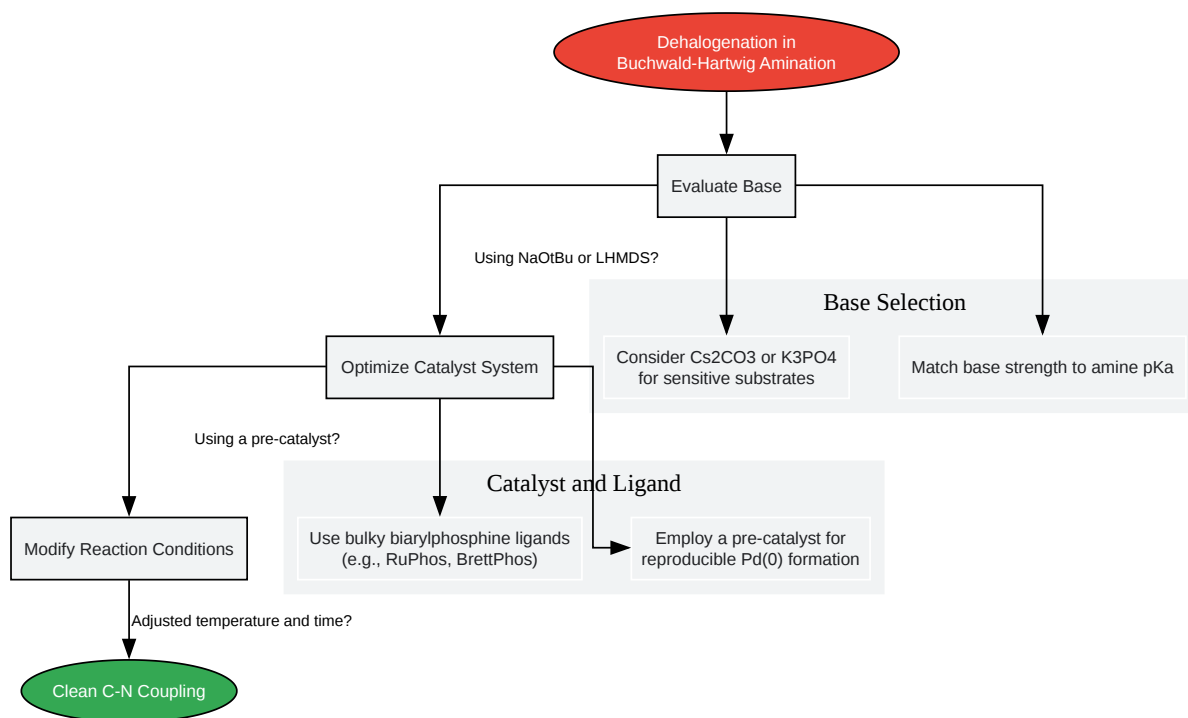 Dehalogenation in
Buchwald-Hartwig Amination
Evaluate Base
Using NaOtBu or LHMDS?
Base Selection
Optimize Catalyst System
Consider Cs2CO3 or K3PO4
for sensitive substrates
Match base strength to amine pKa
Using a pre-catalyst?
Catalyst and Ligand
Modify Reaction Conditions
Use bulky biarylphosphine ligands
(e.g., RuPhos, BrettPhos)
Employ a pre-catalyst for
reproducible Pd(0) formation
Adjusted temperature and time?
Clean C-N Coupling